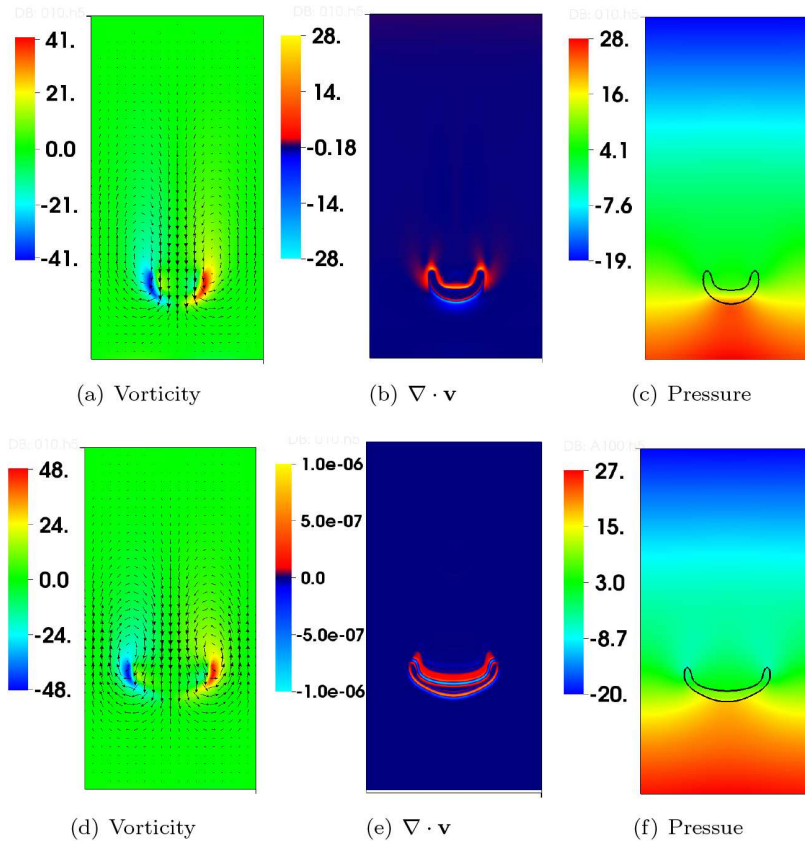 DB: 010.h5 DB: 010.h5 DB: 010.h5
41. 28. 28.
21. 14. 16.
0.0 -0.18 4.1
-21. -14. -7.6
-41. -28. -19.
(a) Vorticity (b) ∇ · v (c) Pressure
DB: 010.h5 DB: 010.h5 DB: A100.h5
48. 1.0e-06 27.
24. 5.0e-07 15.
0.0 0.0 3.0
-24. -5.0e-07 -8.7
-48. -1.0e-06 -20.
(d) Vorticity (e) ∇ · v (f) Pressue